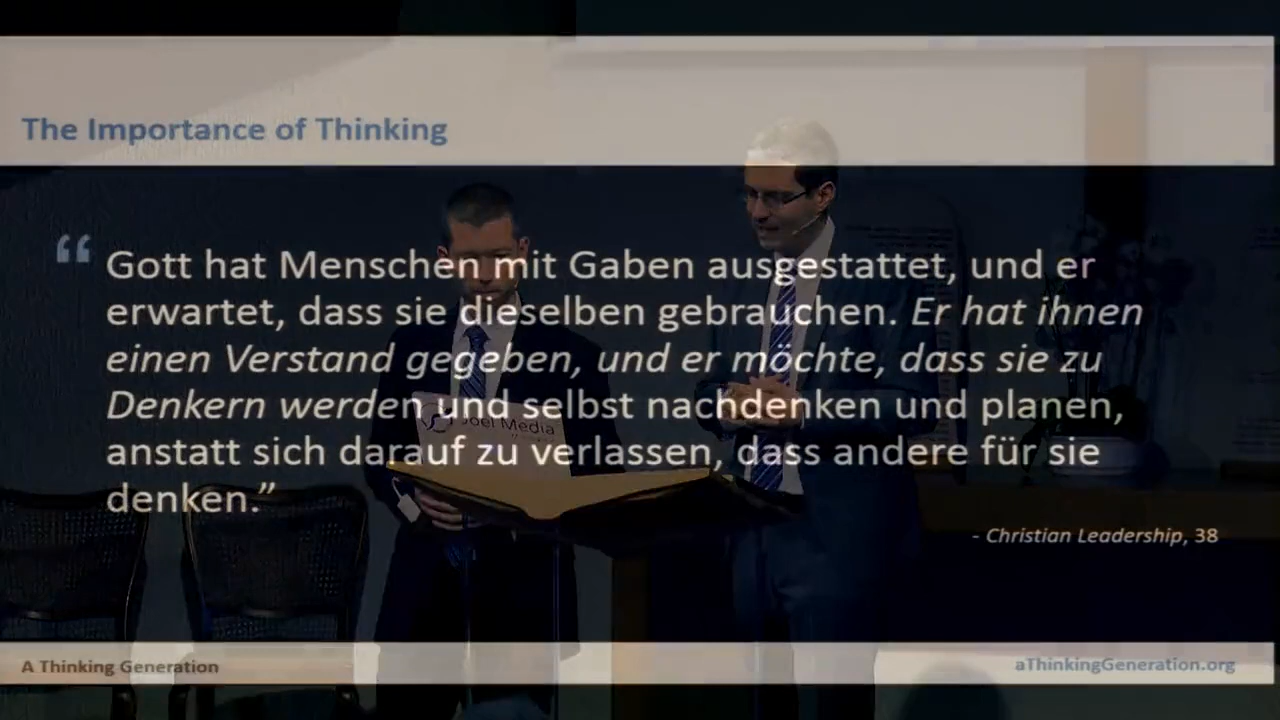 The Importance of Thinking
“Gott hat Menschen mit Gaben ausgestattet, und er
erwartet, dass sie dieselben gebrauchen. Er hat ihnen
einen Verstand gegeben, und er möchte, dass sie zu
Denkern werden und selbst nachdenken und planen,
anstatt sich darauf zu verlassen, dass andere für sie
denken.”
Joel Media
- Christian Leadership, 38
A Thinking Generation
aThinkingGeneration.org